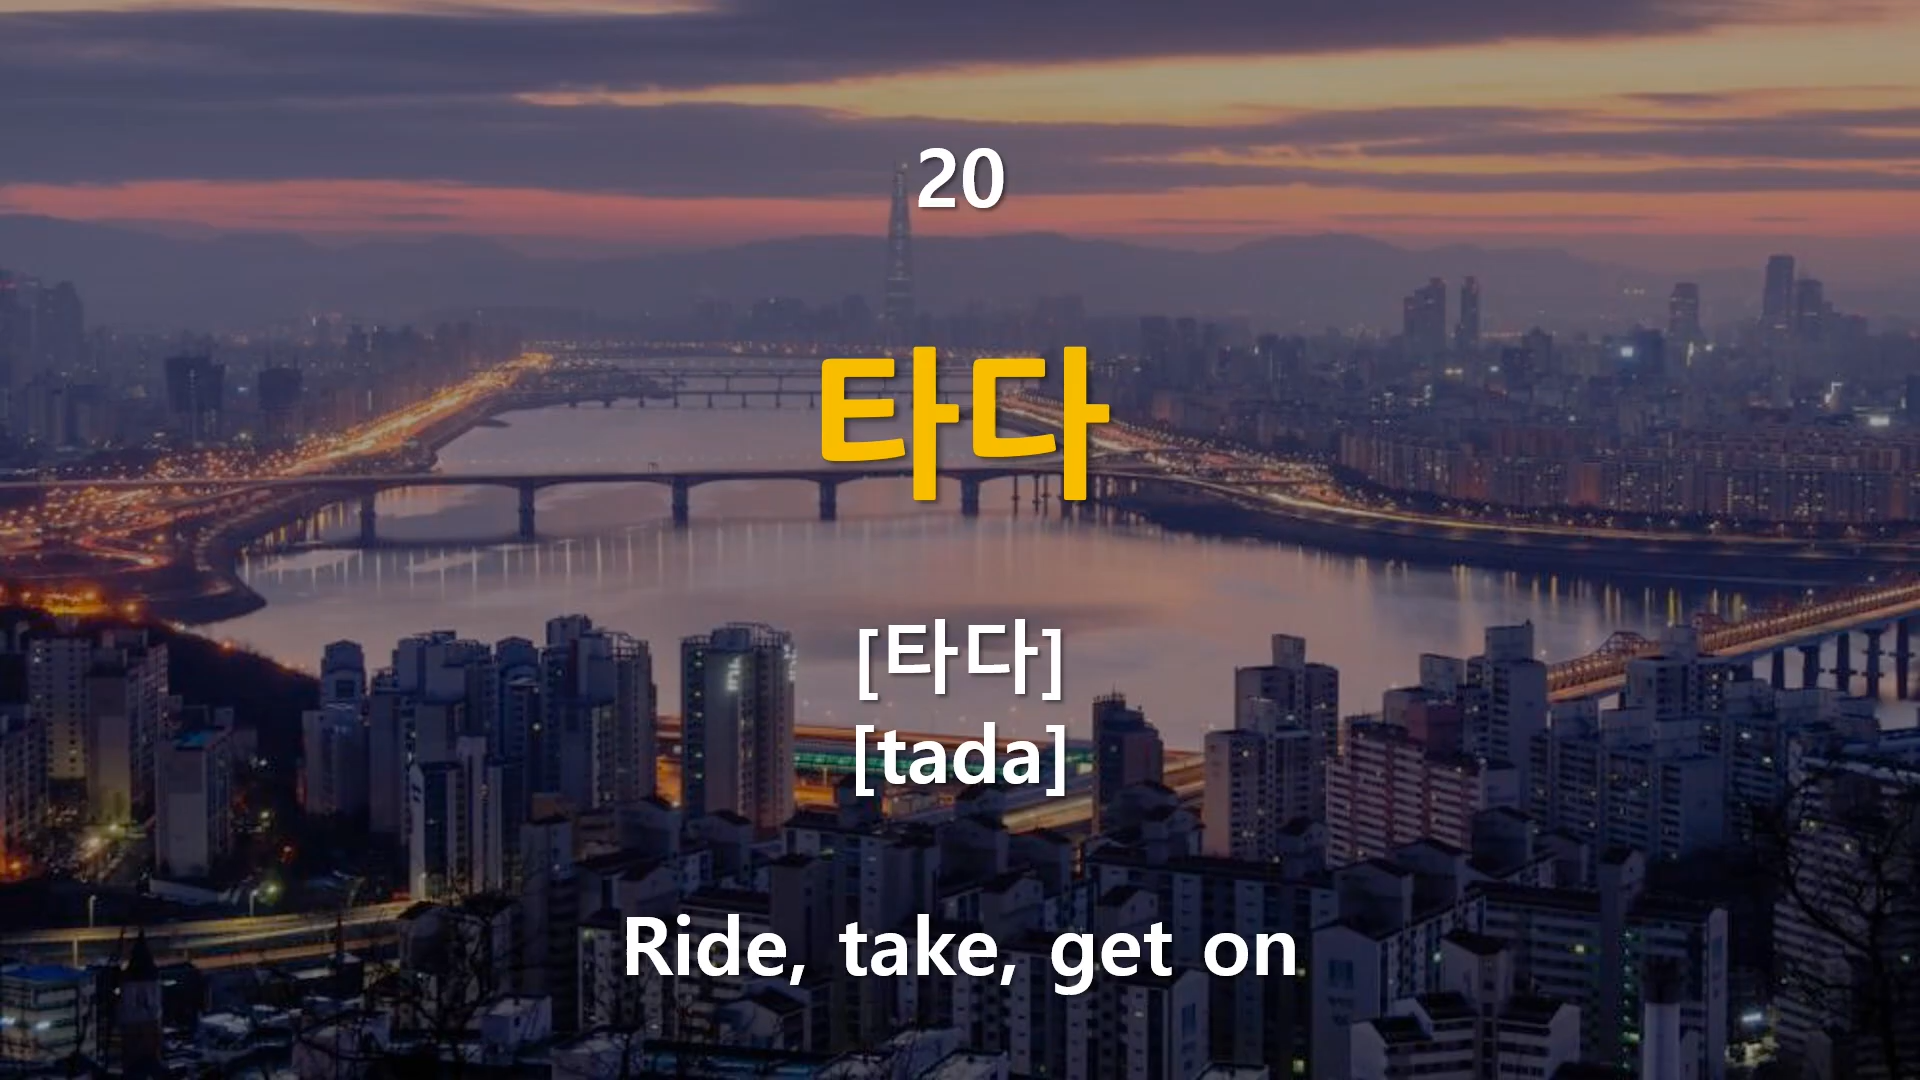 20
타다
[타다]
[tada]
Ride, take, get on